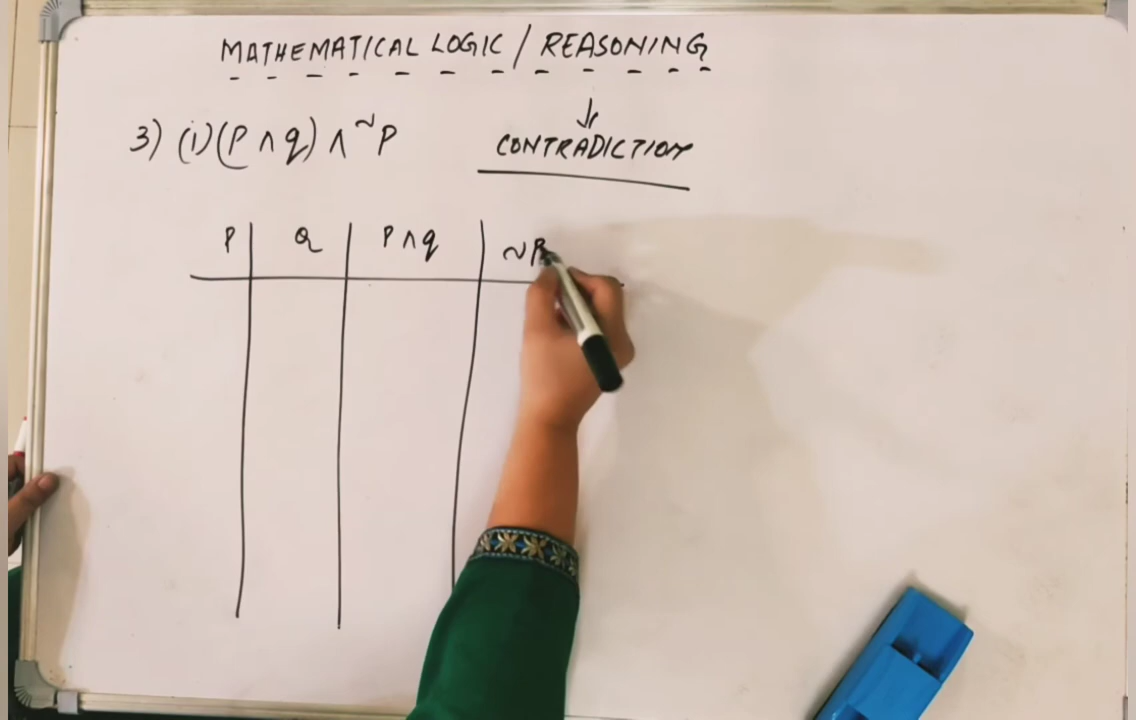 MATHEMATICAL LOGIC / REASONING
3) (i) (P ∧ q) ∧ ~P
↓
CONTRADICTION
P Q P ∧ q ~P